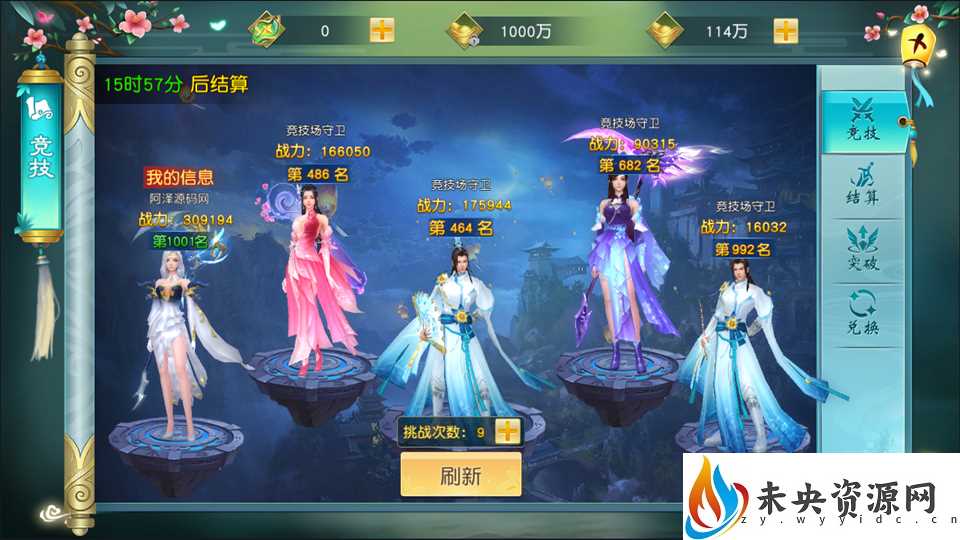 0
1000万
114万
15时57分 后结算
竞技
竞技场守卫
战力：166050
第 486 名
竞技场守卫
战力：90315
第 682 名
我的信息
阿泽源码网
战力：309194
第1001名
竞技场守卫
战力：175944
第 464 名
竞技场守卫
战力：16032
第 992 名
竞技
结算
突破
兑换
挑战次数：9
刷新
未央资源网
zy.wyyidc.cn